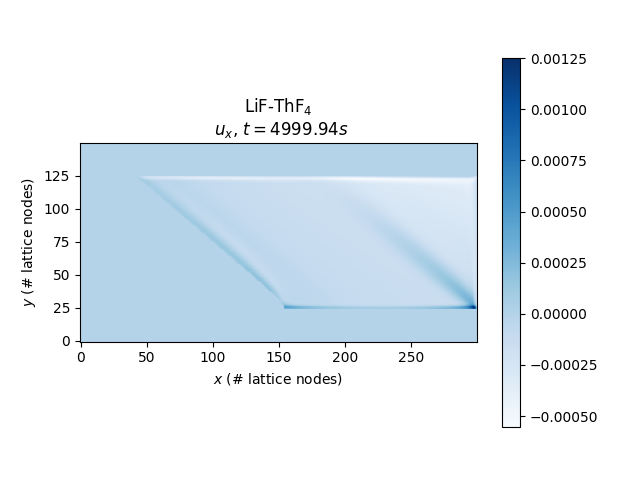 LiF-ThF₄
uₓ, t = 4999.94s
y (# lattice nodes)
125
100
75
50
25
0
0 50 100 150 200 250
x (# lattice nodes)
0.00125
0.00100
0.00075
0.00050
0.00025
0.00000
−0.00025
−0.00050